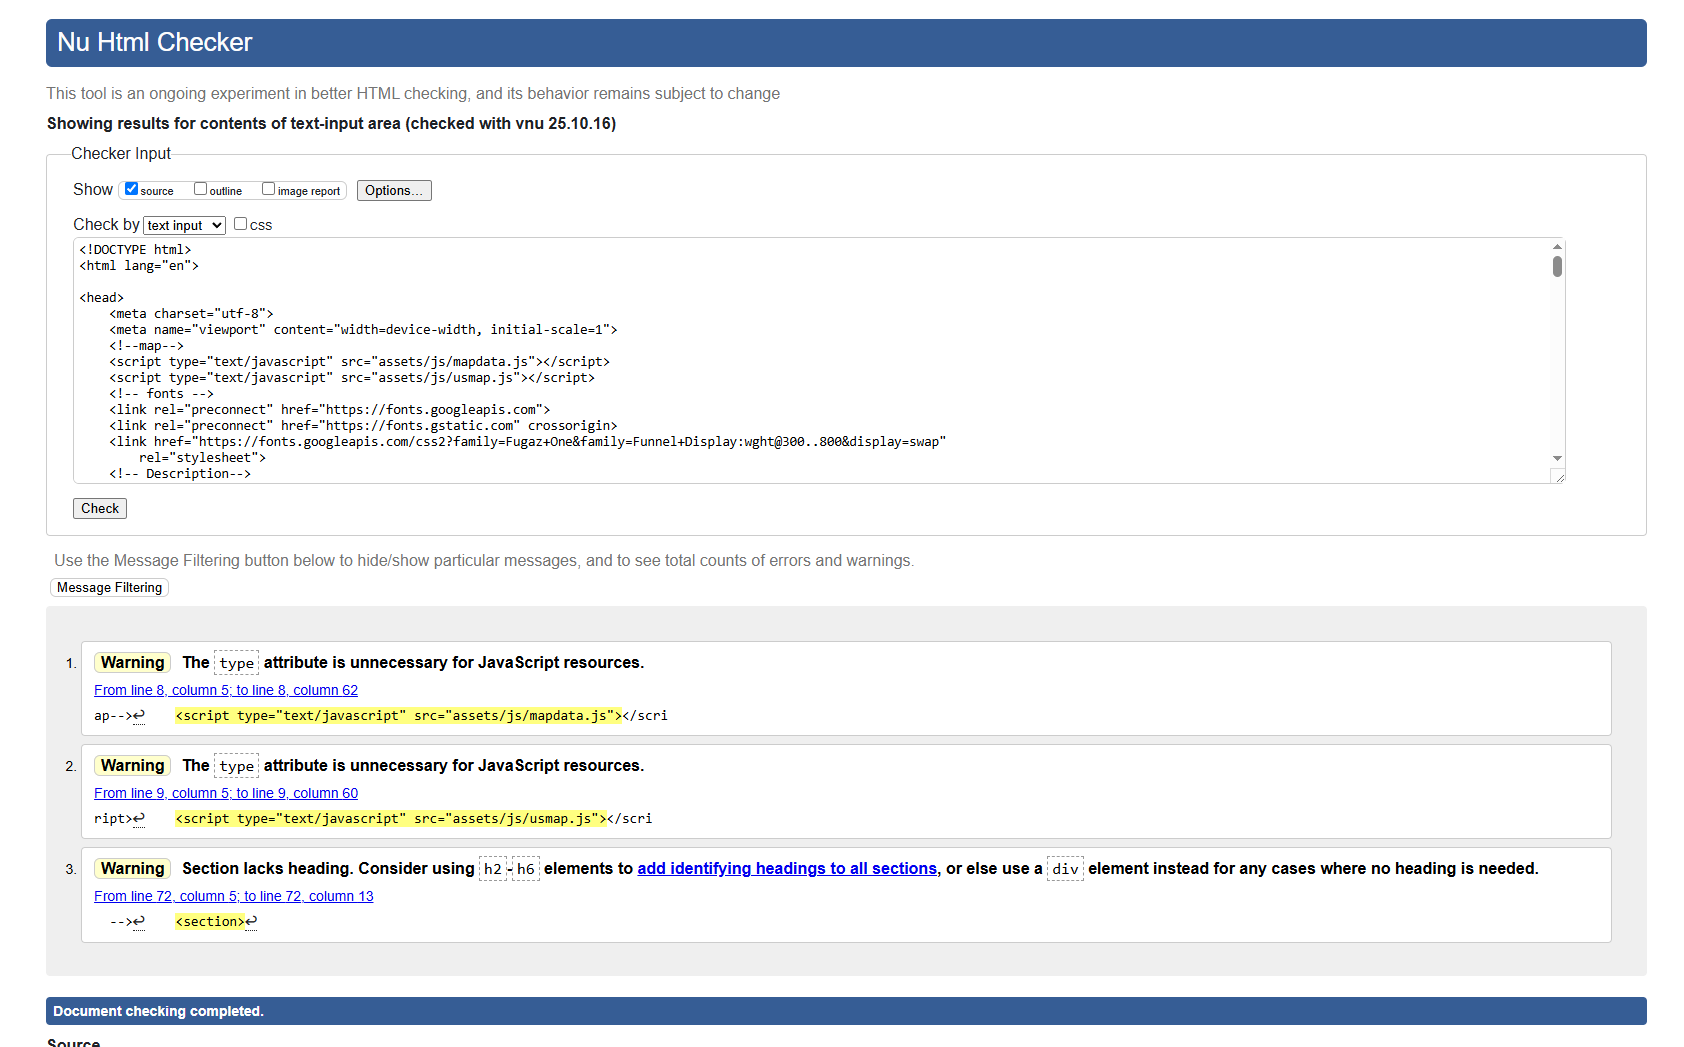 Nu Html Checker
This tool is an ongoing experiment in better HTML checking, and its behavior remains subject to change
Showing results for contents of text-input area (checked with vnu 25.10.16)
Checker Input
Show source outline image report Options...
Check by text input css
<!DOCTYPE html>
<html lang="en">
<head>
<meta charset="utf-8">
<meta name="viewport" content="width=device-width, initial-scale=1">
<!--map-->
<script type="text/javascript" src="assets/js/mapdata.js"></script>
<script type="text/javascript" src="assets/js/usmap.js"></script>
<!-- fonts -->
<link rel="preconnect" href="https://fonts.googleapis.com">
<link rel="preconnect" href="https://fonts.gstatic.com" crossorigin>
<link href="https://fonts.googleapis.com/css2?family=Fugaz+One&family=Funnel+Display:wght@300..800&display=swap"
rel="stylesheet">
<!-- Description-->
Check
Use the Message Filtering button below to hide/show particular messages, and to see total counts of errors and warnings.
Message Filtering
1. Warning The type attribute is unnecessary for JavaScript resources.
From line 8, column 5; to line 8, column 62
ap-->↩ <script type="text/javascript" src="assets/js/mapdata.js"></scri
2. Warning The type attribute is unnecessary for JavaScript resources.
From line 9, column 5; to line 9, column 60
ript>↩ <script type="text/javascript" src="assets/js/usmap.js"></scri
3. Warning Section lacks heading. Consider using h2-h6 elements to add identifying headings to all sections, or else use a div element instead for any cases where no heading is needed.
From line 72, column 5; to line 72, column 13
-->↩ <section>↩
Document checking completed.
Source